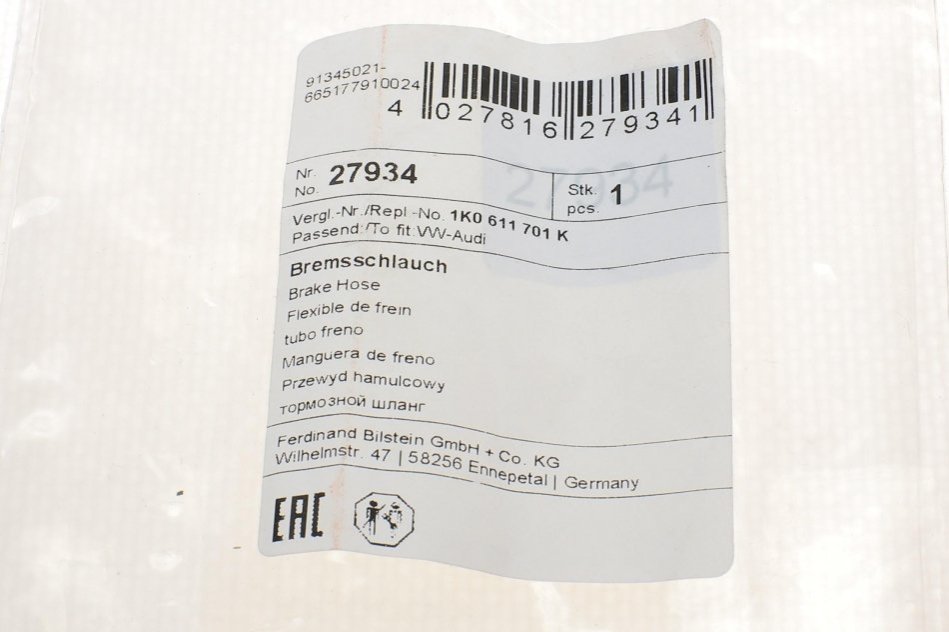 91345021-
665177910024
4 027816 279341
Nr.
No. 27934
Stk.
pcs. 1
Vergl.-Nr./Repl.-No. 1K0 611 701 K
Passend:/To fit:VW-Audi
Bremsschlauch
Brake Hose
Flexible de frein
tubo freno
Manguera de freno
Przewyd hamulcowy
тормозной шланг
Ferdinand Bilstein GmbH + Co. KG
Wilhelmstr. 47 | 58256 Ennepetal | Germany
EAC
27934